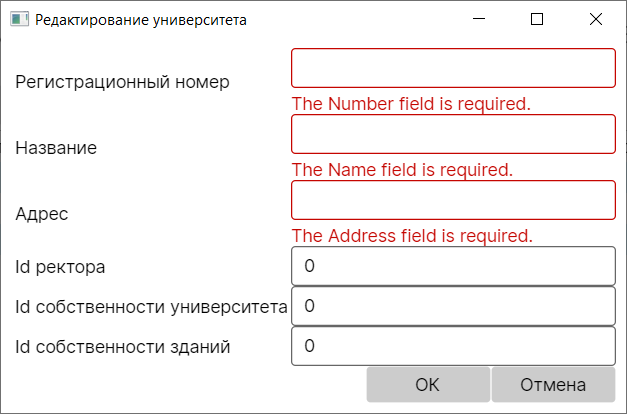 Редактирование университета
Регистрационный номер
The Number field is required.
Название
The Name field is required.
Адрес
The Address field is required.
Id ректора 0
Id собственности университета 0
Id собственности зданий 0
OK Отмена